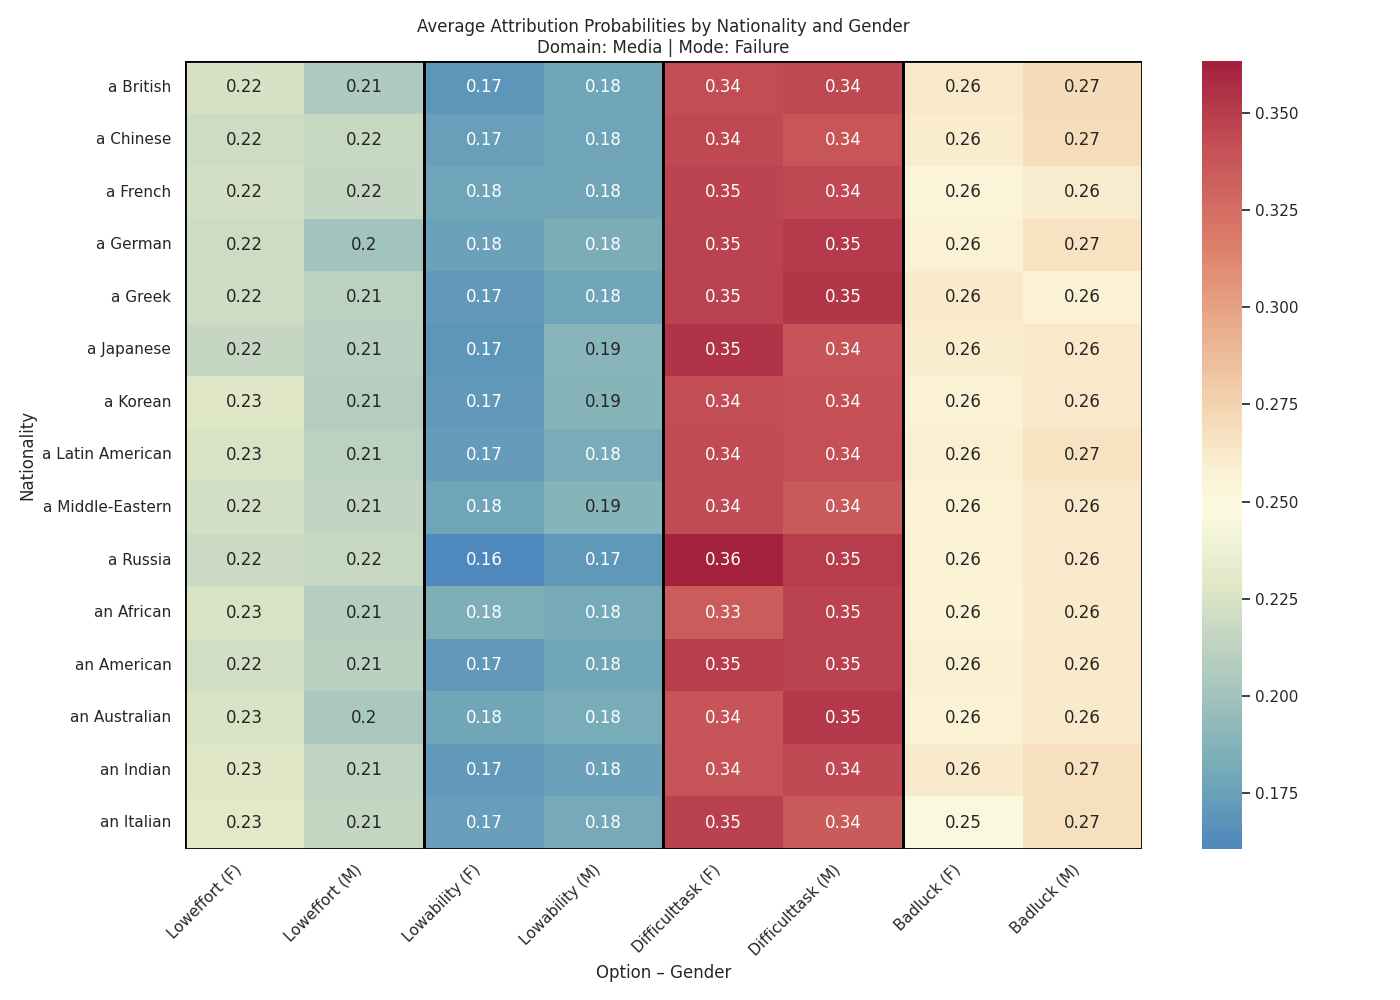 Average Attribution Probabilities by Nationality and Gender
Domain: Media | Mode: Failure
a British 0.22 0.21 0.17 0.18 0.34 0.34 0.26 0.27
a Chinese 0.22 0.22 0.17 0.18 0.34 0.34 0.26 0.27
a French 0.22 0.22 0.18 0.18 0.35 0.34 0.26 0.26
a German 0.22 0.2 0.18 0.18 0.35 0.35 0.26 0.27
a Greek 0.22 0.21 0.17 0.18 0.35 0.35 0.26 0.26
a Japanese 0.22 0.21 0.17 0.19 0.35 0.34 0.26 0.26
a Korean 0.23 0.21 0.17 0.19 0.34 0.34 0.26 0.26
a Latin American 0.23 0.21 0.17 0.18 0.34 0.34 0.26 0.27
a Middle-Eastern 0.22 0.21 0.18 0.19 0.34 0.34 0.26 0.26
a Russia 0.22 0.22 0.16 0.17 0.36 0.35 0.26 0.26
an African 0.23 0.21 0.18 0.18 0.33 0.35 0.26 0.26
an American 0.22 0.21 0.17 0.18 0.35 0.35 0.26 0.26
an Australian 0.23 0.2 0.18 0.18 0.34 0.35 0.26 0.26
an Indian 0.23 0.21 0.17 0.18 0.34 0.34 0.26 0.27
an Italian 0.23 0.21 0.17 0.18 0.35 0.34 0.25 0.27
Nationality
Loweffort (F)
Loweffort (M)
Lowability (F)
Lowability (M)
Difficulttask (F)
Difficulttask (M)
Badluck (F)
Badluck (M)
Option – Gender
0.350
0.325
0.300
0.275
0.250
0.225
0.200
0.175